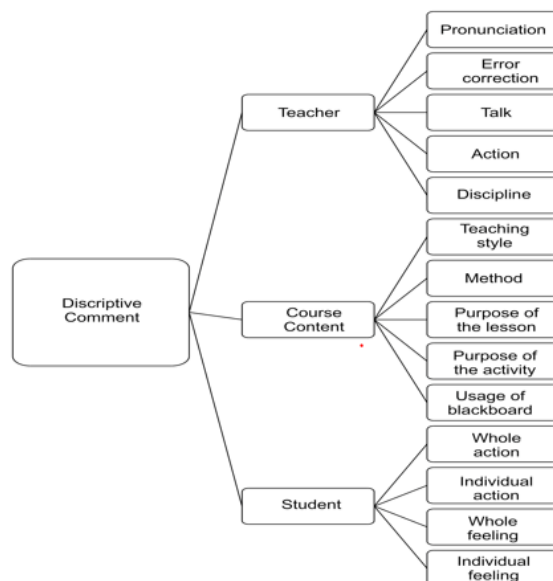 Discriptive
Comment
Teacher
Pronunciation
Error
correction
Talk
Action
Discipline
Course
Content
Teaching
style
Method
Purpose of
the lesson
Purpose of
the activity
Usage of
blackboard
Student
Whole
action
Individual
action
Whole
feeling
Individual
feeling